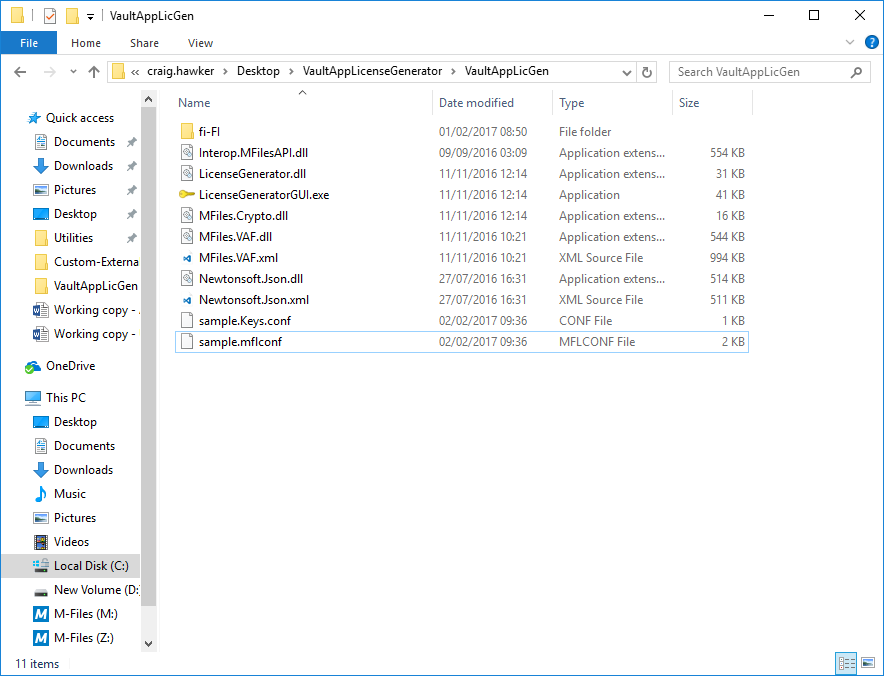 VaultAppLicGen
File Home Share View
« craig.hawker > Desktop > VaultAppLicenseGenerator > VaultAppLicGen
Search VaultAppLicGen
Quick access
Documents
Downloads
Pictures
Desktop
Utilities
Custom-Externa
VaultAppLicGen
Working copy - .
Working copy -
OneDrive
This PC
Desktop
Documents
Downloads
Music
Pictures
Videos
Local Disk (C:)
New Volume (D:
M-Files (M:)
M-Files (Z:)
Name Date modified Type Size
fi-FI 01/02/2017 08:50 File folder
Interop.MFilesAPI.dll 09/09/2016 03:09 Application extens... 554 KB
LicenseGenerator.dll 11/11/2016 12:14 Application extens... 31 KB
LicenseGeneratorGUI.exe 11/11/2016 12:14 Application 41 KB
MFiles.Crypto.dll 11/11/2016 12:14 Application extens... 16 KB
MFiles.VAF.dll 11/11/2016 10:21 Application extens... 544 KB
MFiles.VAF.xml 11/11/2016 10:21 XML Source File 994 KB
Newtonsoft.Json.dll 27/07/2016 16:31 Application extens... 514 KB
Newtonsoft.Json.xml 27/07/2016 16:31 XML Source File 511 KB
sample.Keys.conf 02/02/2017 09:36 CONF File 1 KB
sample.mflconf 02/02/2017 09:36 MFLCONF File 2 KB
11 items